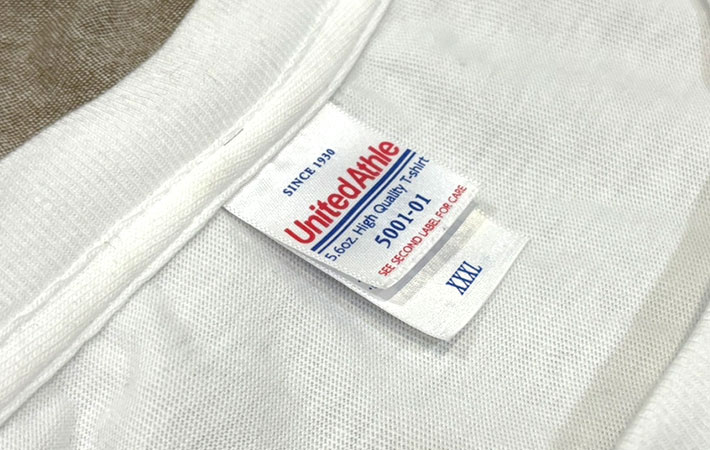 SINCE 1930
UnitedAthle
5.6oz. High Quality T-shirt
5001-01
SEE SECOND LABEL FOR CARE
XXXL